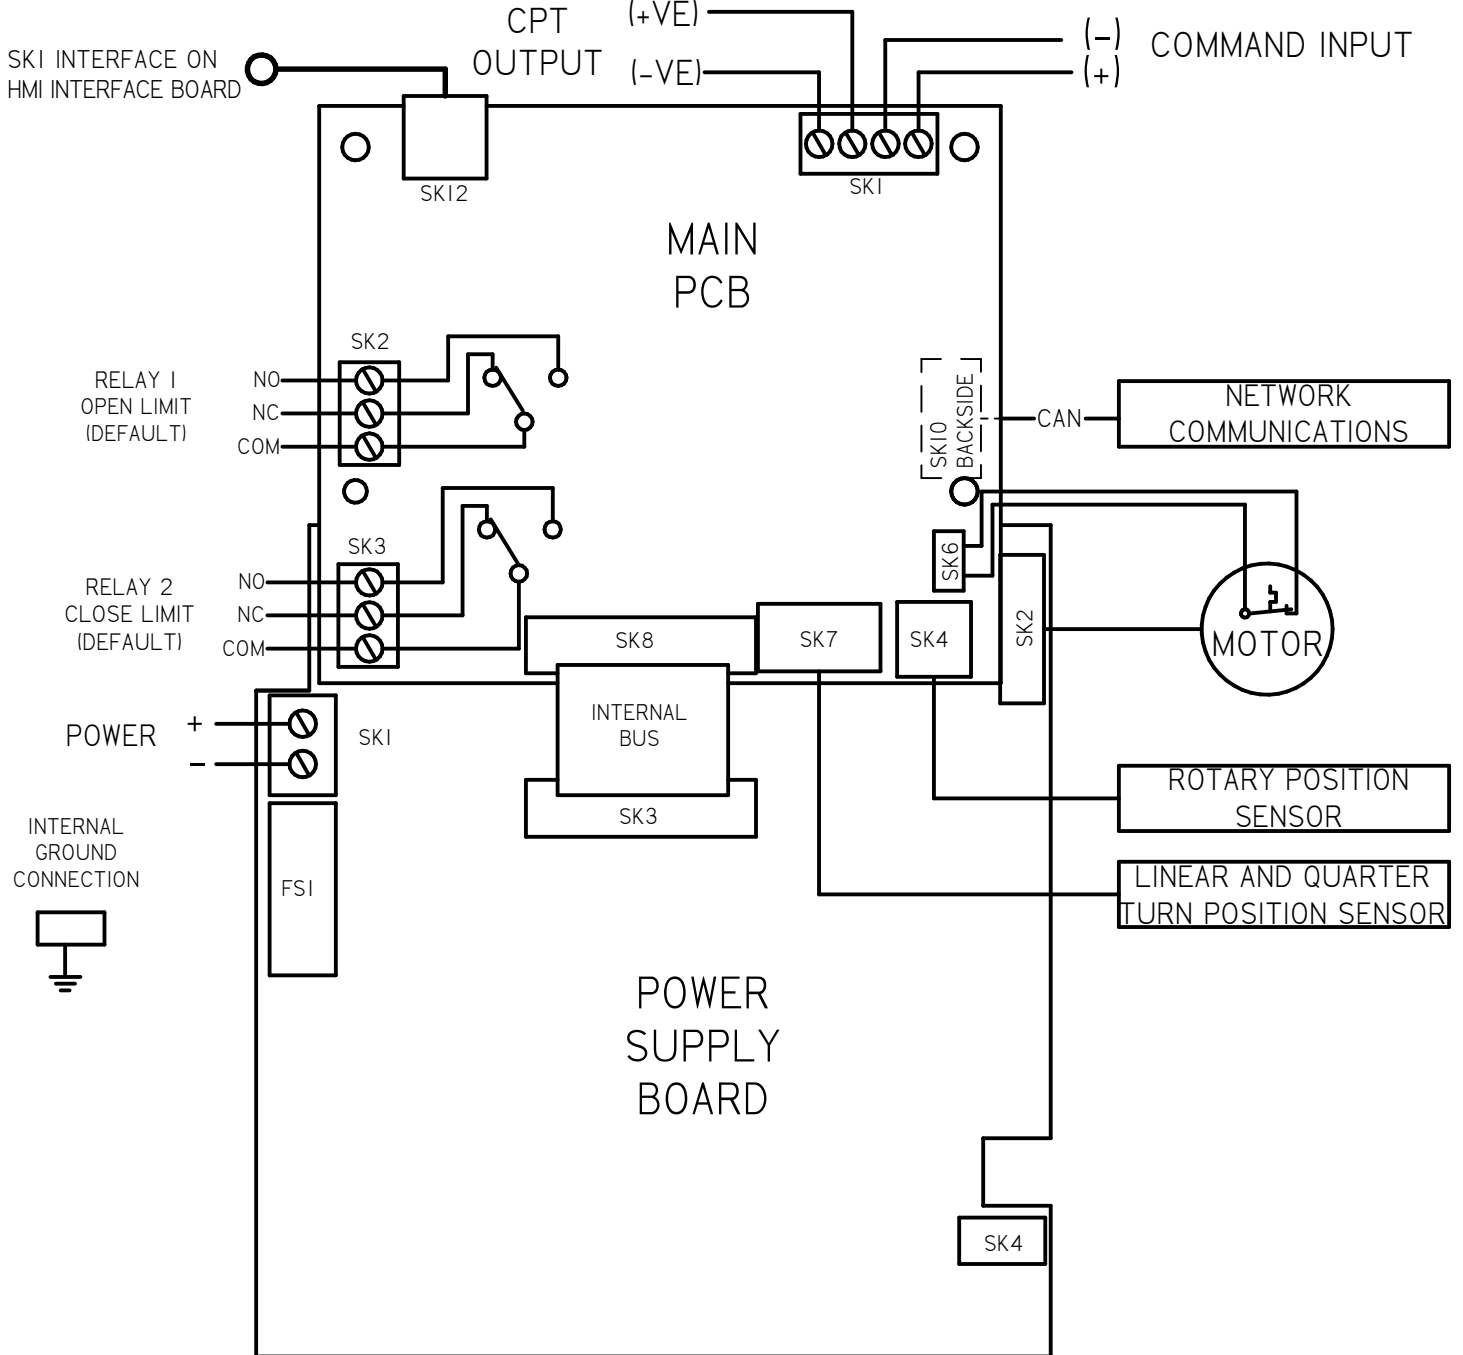 CPT
OUTPUT
(+VE)
(-VE)
(-)
(+)
COMMAND INPUT
SK1 INTERFACE ON
HMI INTERFACE BOARD
SK12
SK1
MAIN
PCB
SK2
RELAY 1
OPEN LIMIT
(DEFAULT)
NO
NC
COM
SK10
BACKSIDE
CAN
NETWORK
COMMUNICATIONS
SK3
RELAY 2
CLOSE LIMIT
(DEFAULT)
NO
NC
COM
SK6
SK2
MOTOR
SK8
SK7
SK4
INTERNAL
BUS
SK3
POWER
+
-
SK1
ROTARY POSITION
SENSOR
LINEAR AND QUARTER
TURN POSITION SENSOR
INTERNAL
GROUND
CONNECTION
FS1
POWER
SUPPLY
BOARD
SK4